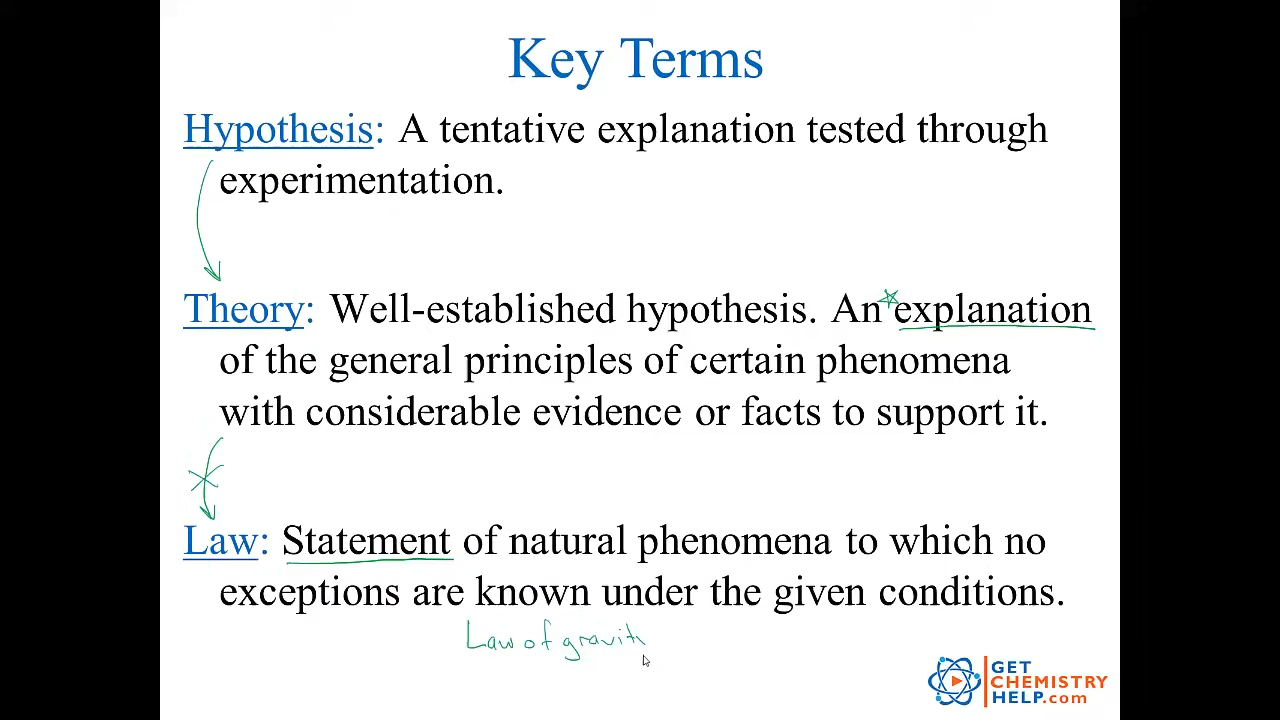 Key Terms
Hypothesis: A tentative explanation tested through
experimentation.
Theory: Well-established hypothesis. An explanation
of the general principles of certain phenomena
with considerable evidence or facts to support it.
Law: Statement of natural phenomena to which no
exceptions are known under the given conditions.
Law of gravit
GET
CHEMISTRY
HELP.com